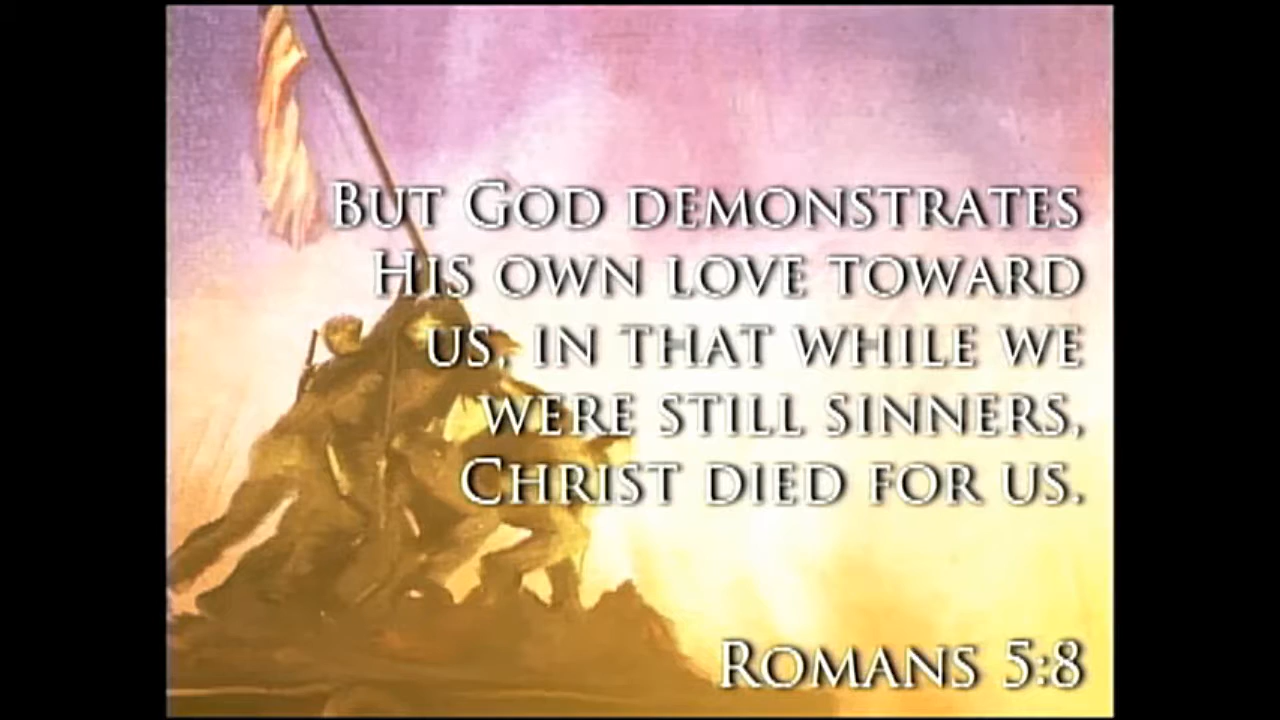 But God demonstrates
His own love toward
us, in that while we
were still sinners,
Christ died for us.
Romans 5:8